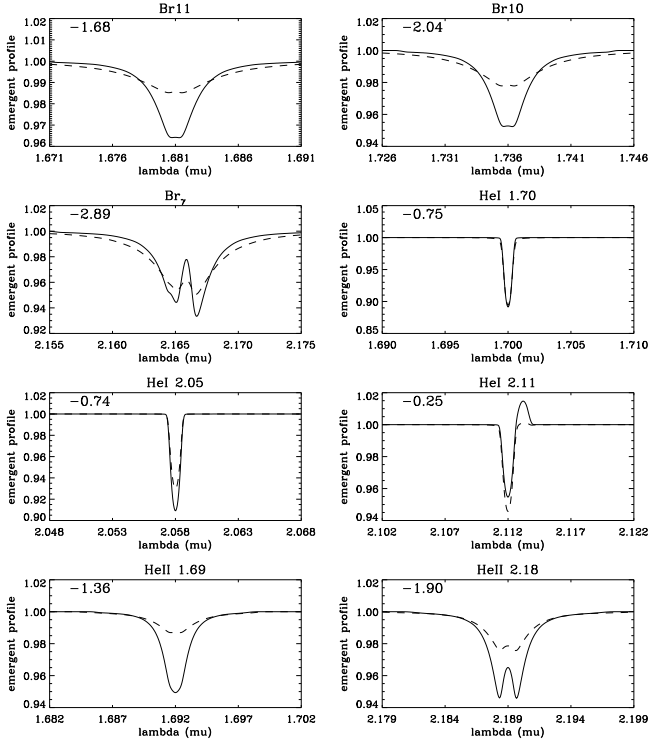 Br11 Br10
−1.68 −2.04
1.02 1.02
1.01 1.00
1.00 0.98
0.99 0.96
0.98 0.94
0.97
0.96
emergent profile emergent profile
1.671 1.676 1.681 1.686 1.691 1.726 1.731 1.736 1.741 1.746
lambda (mu) lambda (mu)
Brγ HeI 1.70
−2.89 −0.75
1.02 1.05
1.00 1.00
0.98 0.95
0.96 0.90
0.94 0.85
0.92
emergent profile emergent profile
2.155 2.160 2.165 2.170 2.175 1.690 1.695 1.700 1.705 1.710
lambda (mu) lambda (mu)
HeI 2.05 HeI 2.11
−0.74 −0.25
1.02 1.02
1.00 1.00
0.98 0.98
0.96 0.96
0.94 0.94
0.92
0.90
emergent profile emergent profile
2.048 2.053 2.058 2.063 2.068 2.102 2.107 2.112 2.117 2.122
lambda (mu) lambda (mu)
HeII 1.69 HeII 2.18
−1.36 −1.90
1.02 1.02
1.00 1.00
0.98 0.98
0.96 0.96
0.94 0.94
emergent profile emergent profile
1.682 1.687 1.692 1.697 1.702 2.179 2.184 2.189 2.194 2.199
lambda (mu) lambda (mu)